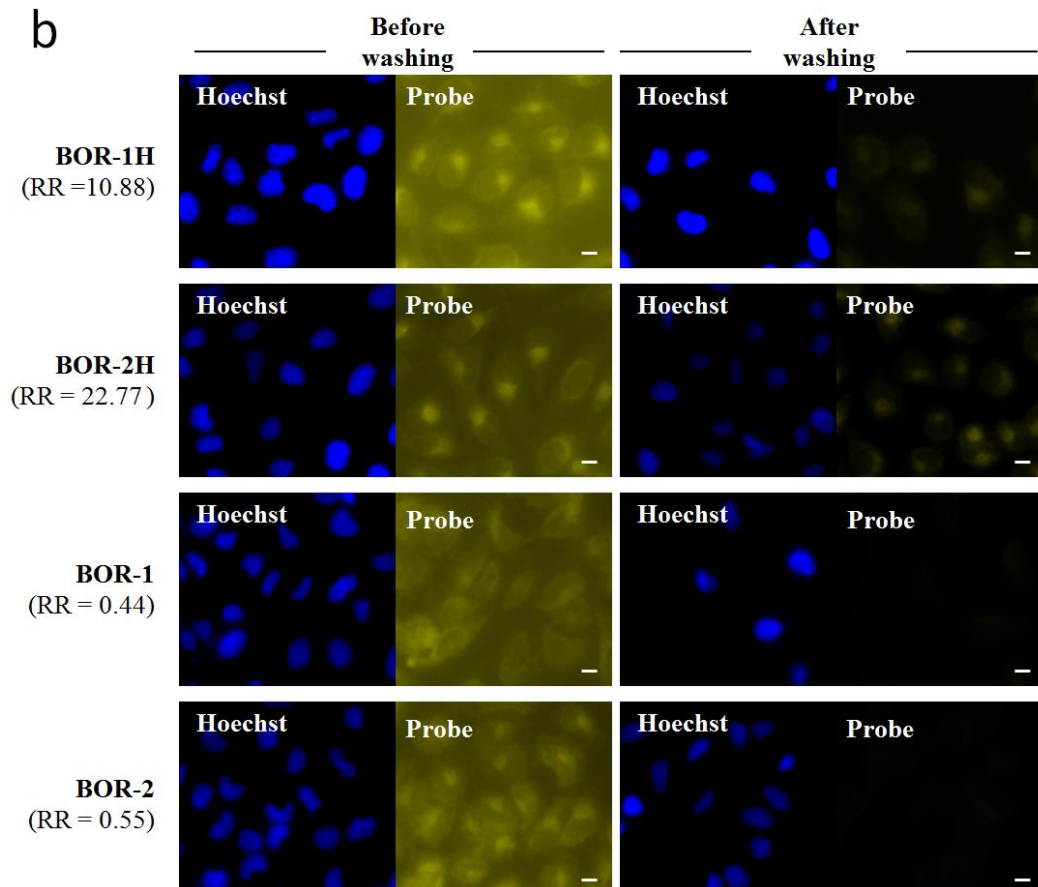 b
Before
washing
After
washing
Hoechst
Probe
Hoechst
Probe
BOR-1H
(RR =10.88)
Hoechst
Probe
Hoechst
Probe
BOR-2H
(RR = 22.77 )
Hoechst
Probe
Hoechst
Probe
BOR-1
(RR = 0.44)
Hoechst
Probe
Hoechst
Probe
BOR-2
(RR = 0.55)